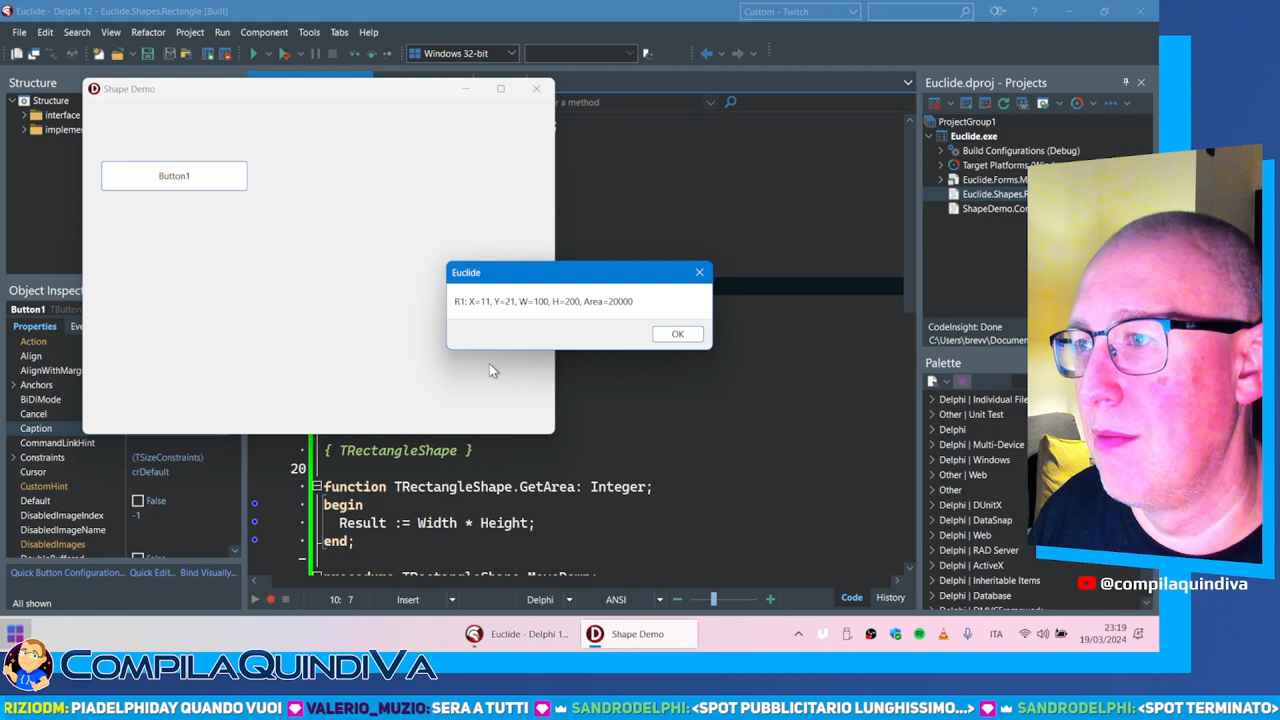 Euclide - Delphi 12 - Euclide.Shapes.Rectangle [Built]
Custom - Twitch
File Edit Search View Refactor Project Run Component Tools Tabs Help
Windows 32-bit
Structure
Structure
interface
Shape Demo
Button1
or a method
Euclide
R1: X=11, Y=21, W=100, H=200, Area=20000
OK
Object Inspector
Button1
Properties
Action
Align
Anchors
BiDiMode
Cancel
Caption
CommandLinkHint
Constraints (TSizeConstraints)
Cursor crDefault
CustomHint
Default False
DisabledImageIndex -1
DisabledImageName
DisabledImages
Quick Button Configuration... Quick Edit... Bind Visually...
All shown
{ TRectangleShape }
20
function TRectangleShape.GetArea: Integer;
begin
Result := Width * Height;
end;
10: 7 Insert Delphi ANSI Code History
Euclide.dproj - Projects
ProjectGroup1
Euclide.exe
Build Configurations (Debug)
Target Platforms
Euclide.Forms.M
Euclide.Shapes.R
ShapeDemo.Cor
CodeInsight: Done
C:\Users\brevv\Docum
Palette
Delphi | Individual File
Other | Unit Test
Delphi
Delphi | Multi-Device
Delphi | Windows
Other | Web
Other
Delphi | DUnitX
Delphi | DataSnap
Delphi | Web
Delphi | RAD Server
Delphi | ActiveX
Delphi | Inheritable Items
Delphi | Database
@compilaquindiva
Euclide - Delphi 1...
Shape Demo
ITA
23:19
19/03/2024
COMPILAQUINDIVA
RIZIODM: PIADELPHIDAY QUANDO VUOI VALERIO_MUZIO: SERA A TUTTI SANDRODELPHI: <SPOT PUBBLICITARIO LUNGHISSIMO...> SANDRODELPHI: <SPOT TERMINATO>